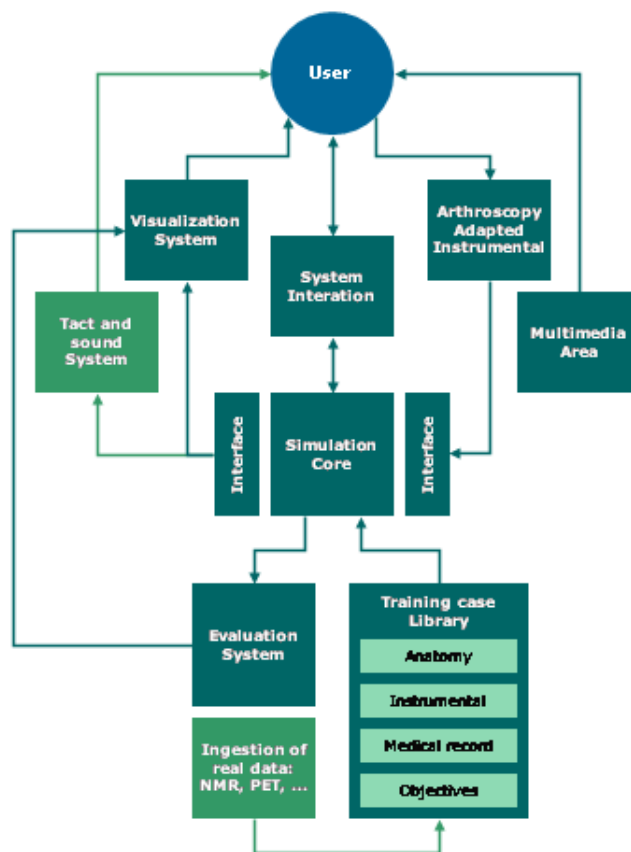 User
Visualization
System
Arthroscopy
Adapted
Instrumental
System
Interation
Tact and
sound
System
Multimedia
Area
Interface
Simulation
Core
Interface
Evaluation
System
Training case
Library
Anatomy
Instrumental
Medical record
Objectives
Ingestion of
real data:
NMR, PET, ...